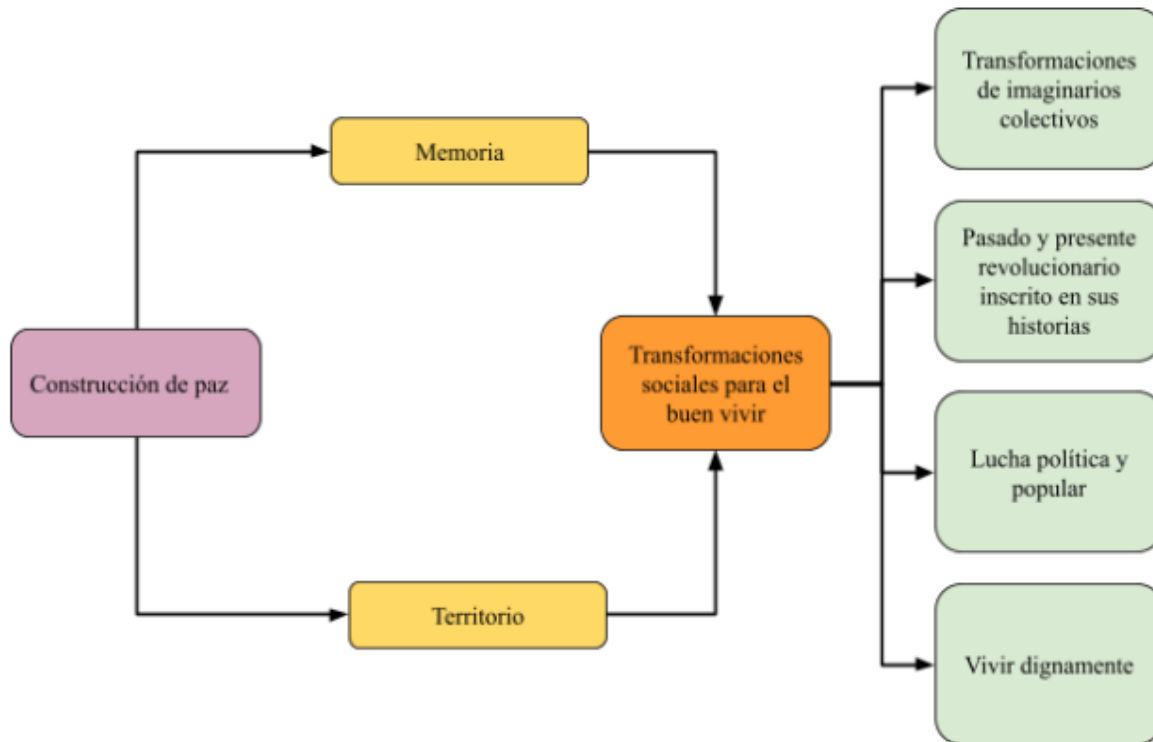 Construcción de paz
Memoria
Territorio
Transformaciones
sociales para el
buen vivir
Transformaciones
de imaginarios
colectivos
Pasado y presente
revolucionario
inscrito en sus
historias
Lucha política y
popular
Vivir dignamente